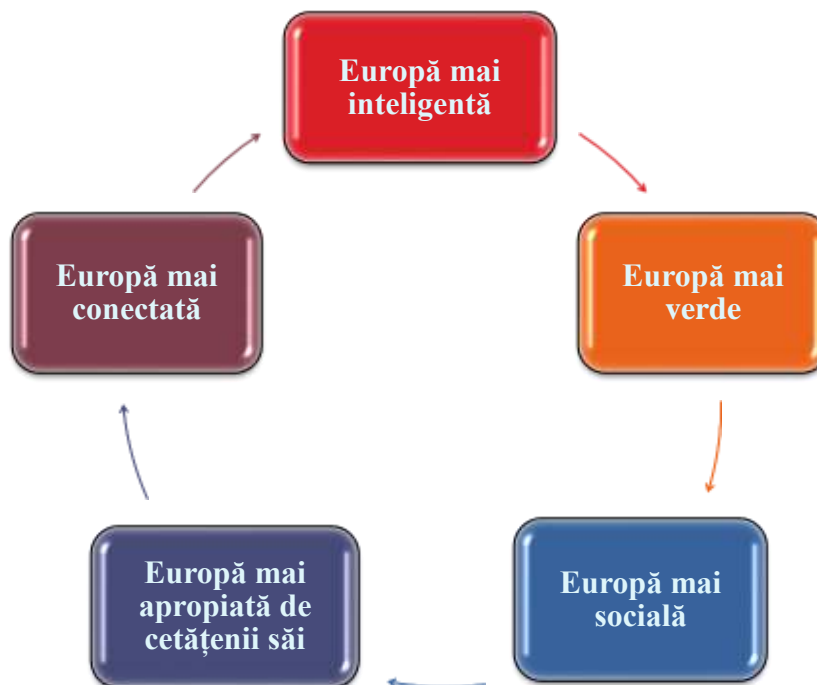 Europă mai
inteligentă
Europă mai
verde
Europă mai
socială
Europă mai
apropiată de
cetățenii săi
Europă mai
conectată